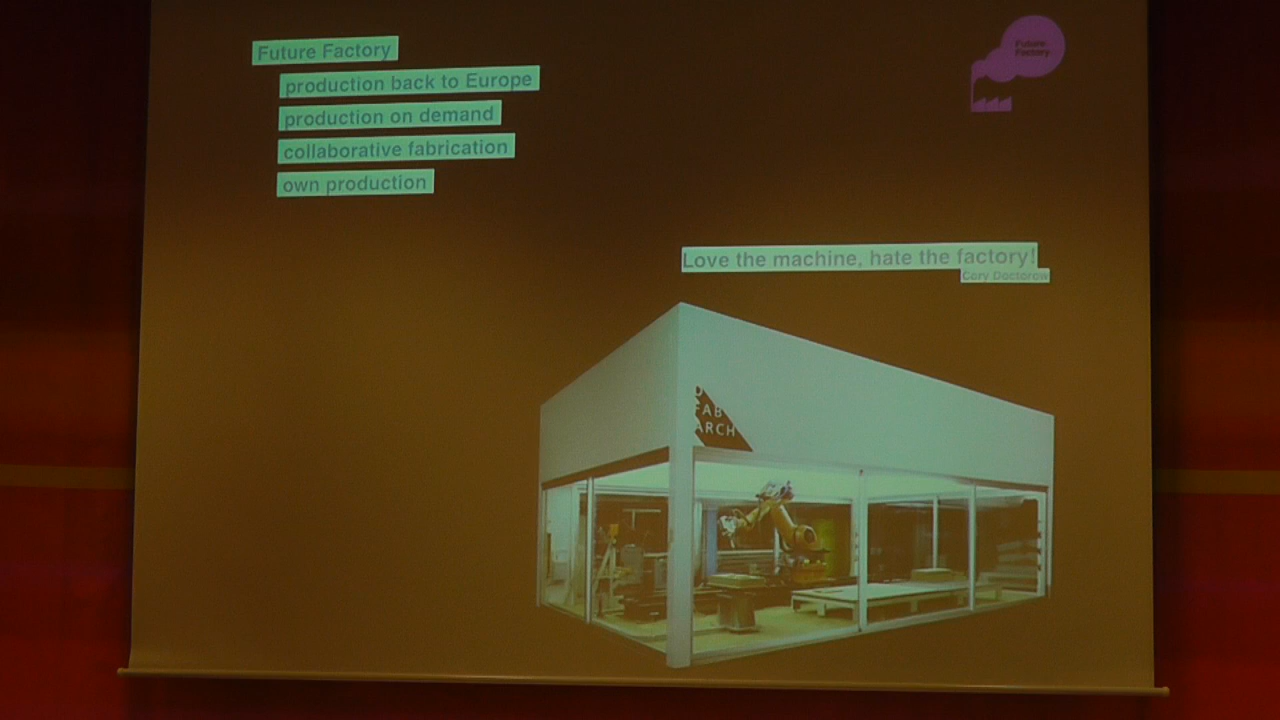 Future Factory
production back to Europe
production on demand
collaborative fabrication
own production
Future
Factory
Love the machine, hate the factory!
Cory Doctorow
D
FAB
ARCH